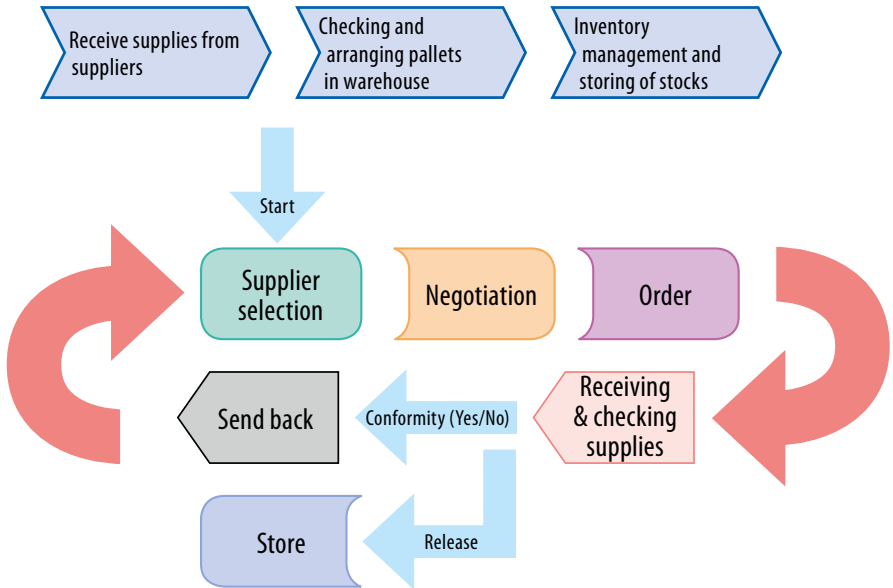 Receive supplies from
suppliers
Checking and
arranging pallets
in warehouse
Inventory
management and
storing of stocks
Start
Supplier
selection
Negotiation
Order
Send back
Conformity (Yes/No)
Receiving
& checking
supplies
Store
Release